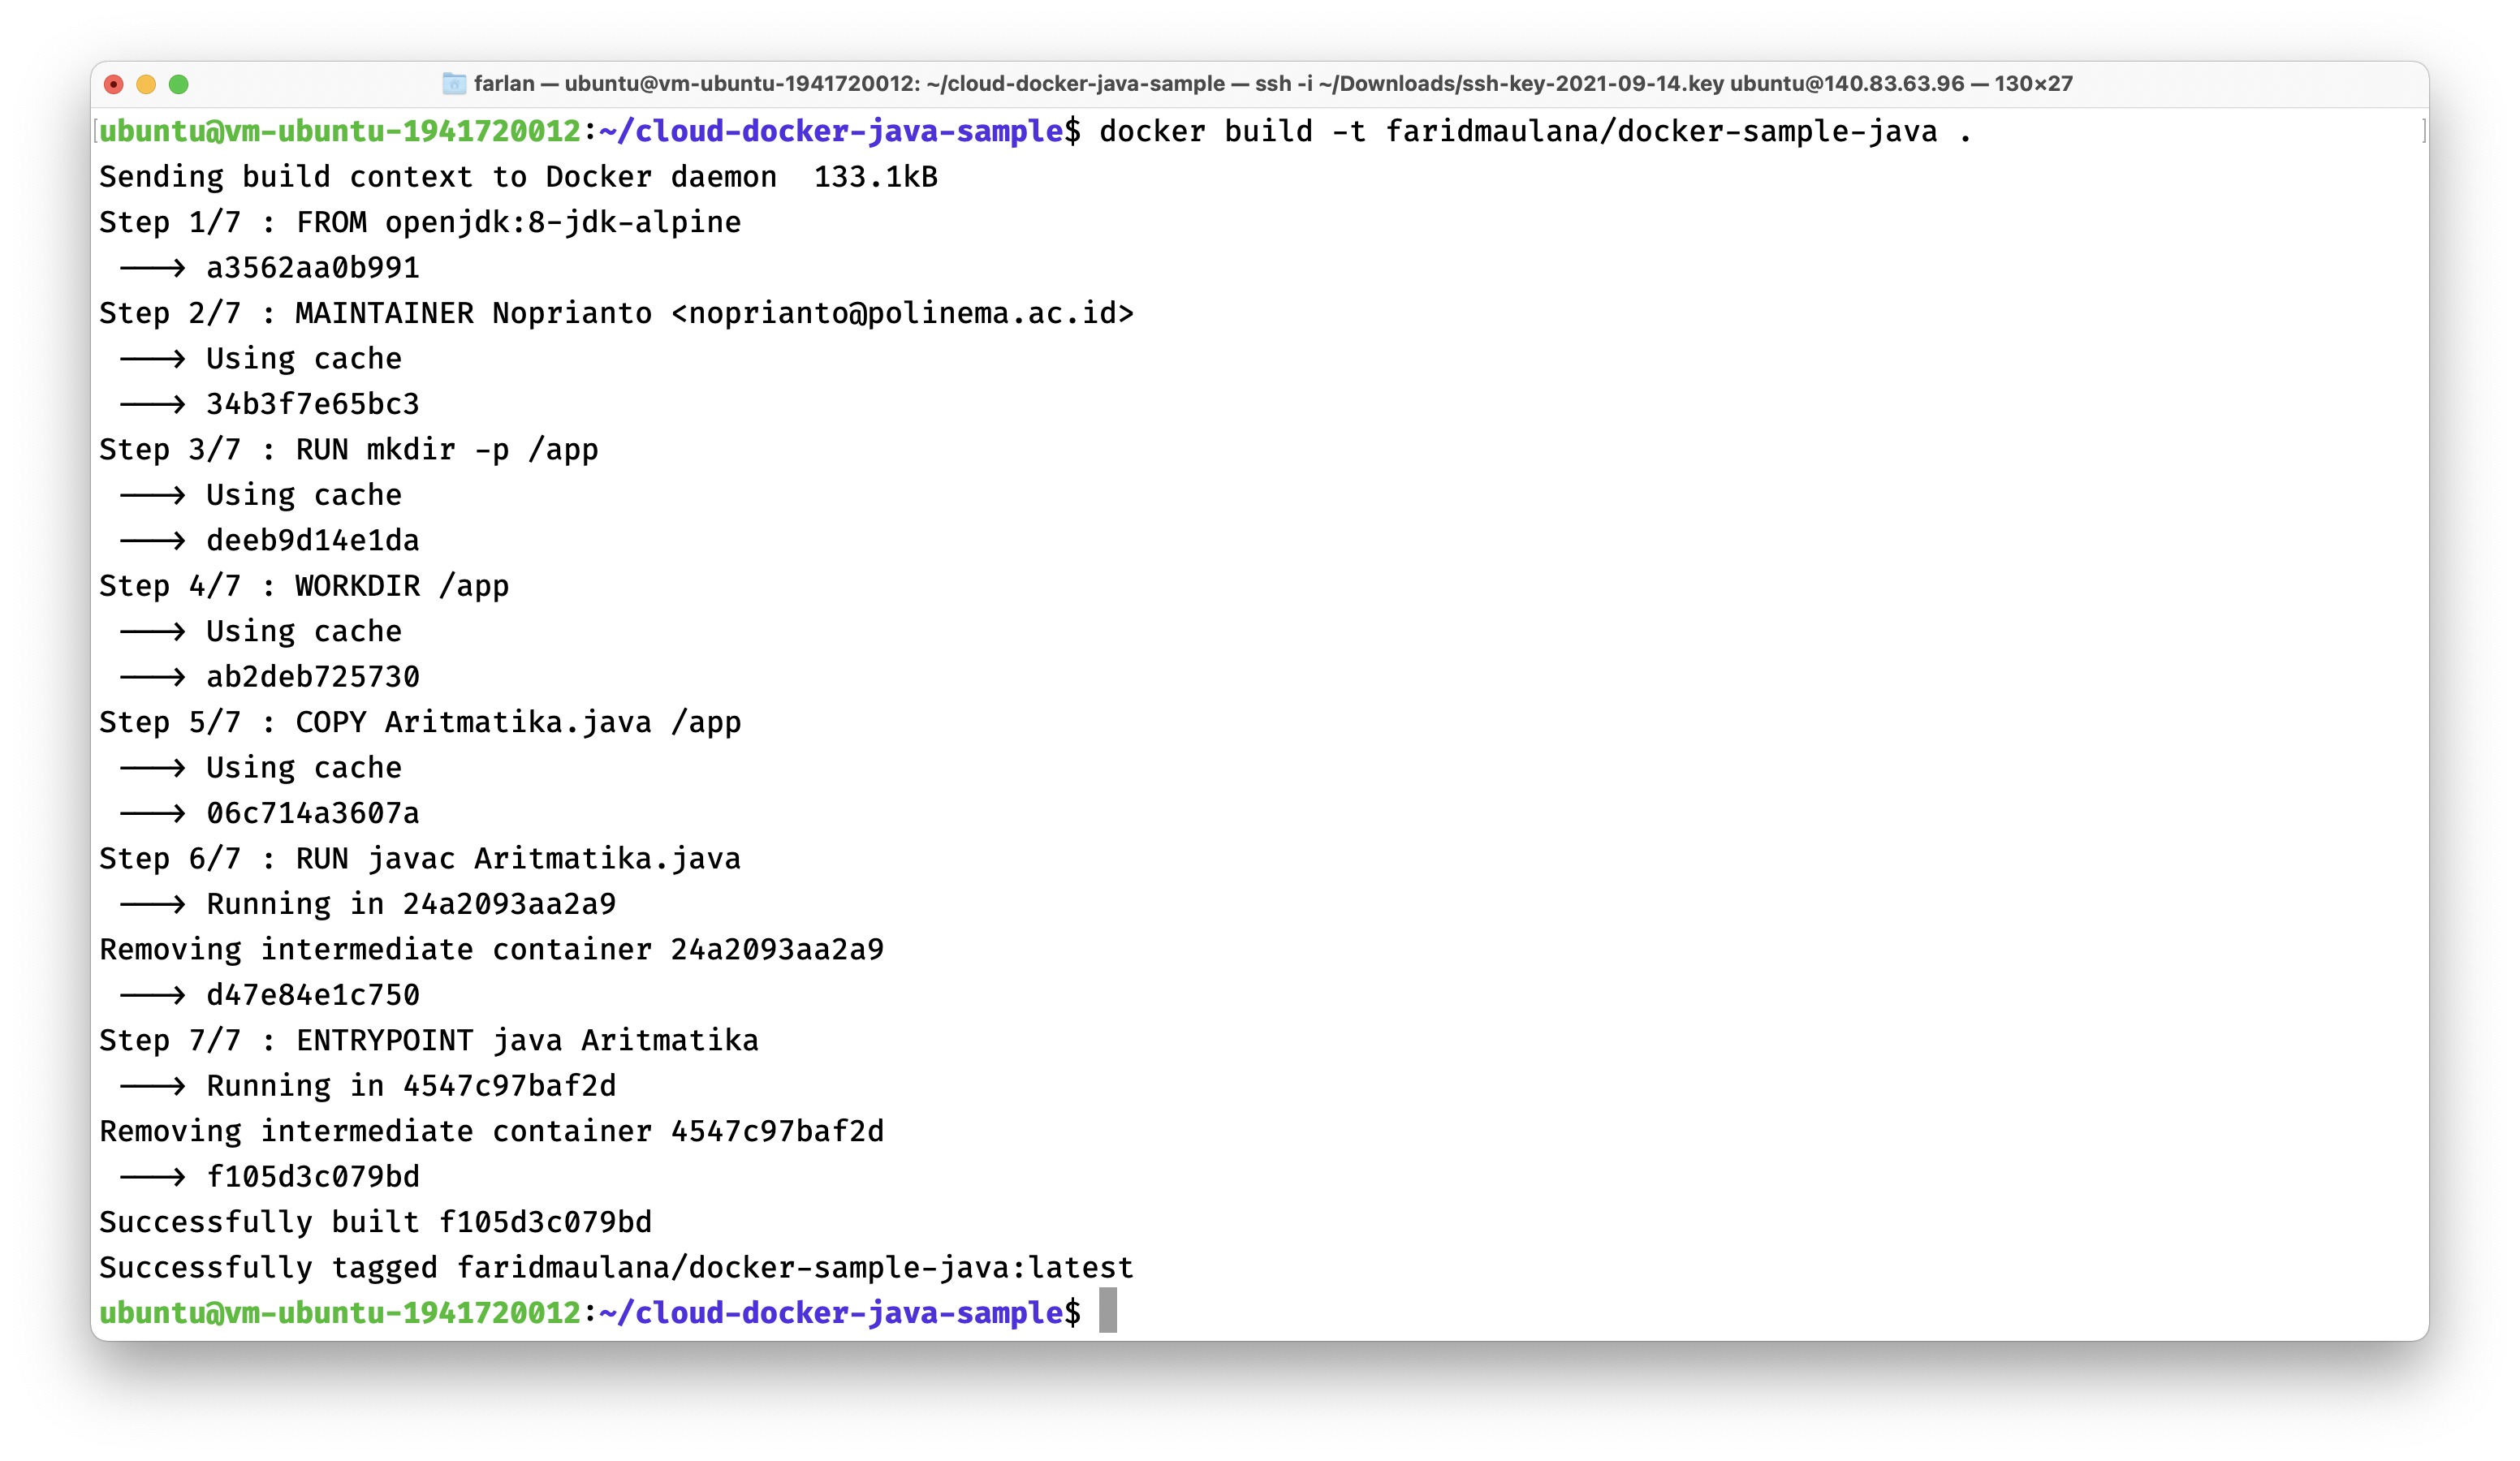 farlan — ubuntu@vm-ubuntu-1941720012: ~/cloud-docker-java-sample — ssh -i ~/Downloads/ssh-key-2021-09-14.key ubuntu@140.83.63.96 — 130×27
[ubuntu@vm-ubuntu-1941720012:~/cloud-docker-java-sample$ docker build -t faridmaulana/docker-sample-java . ]
Sending build context to Docker daemon  133.1kB
Step 1/7 : FROM openjdk:8-jdk-alpine
 ---> a3562aa0b991
Step 2/7 : MAINTAINER Noprianto <noprianto@polinema.ac.id>
 ---> Using cache
 ---> 34b3f7e65bc3
Step 3/7 : RUN mkdir -p /app
 ---> Using cache
 ---> deeb9d14e1da
Step 4/7 : WORKDIR /app
 ---> Using cache
 ---> ab2deb725730
Step 5/7 : COPY Aritmatika.java /app
 ---> Using cache
 ---> 06c714a3607a
Step 6/7 : RUN javac Aritmatika.java
 ---> Running in 24a2093aa2a9
Removing intermediate container 24a2093aa2a9
 ---> d47e84e1c750
Step 7/7 : ENTRYPOINT java Aritmatika
 ---> Running in 4547c97baf2d
Removing intermediate container 4547c97baf2d
 ---> f105d3c079bd
Successfully built f105d3c079bd
Successfully tagged faridmaulana/docker-sample-java:latest
ubuntu@vm-ubuntu-1941720012:~/cloud-docker-java-sample$